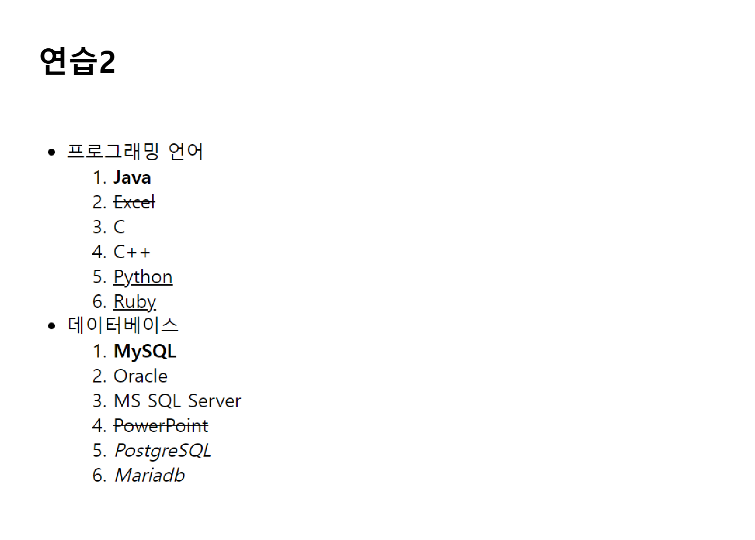 연습2
• 프로그래밍 언어
1. Java
2. Excel
3. C
4. C++
5. Python
6. Ruby
• 데이터베이스
1. MySQL
2. Oracle
3. MS SQL Server
4. PowerPoint
5. PostgreSQL
6. Mariadb